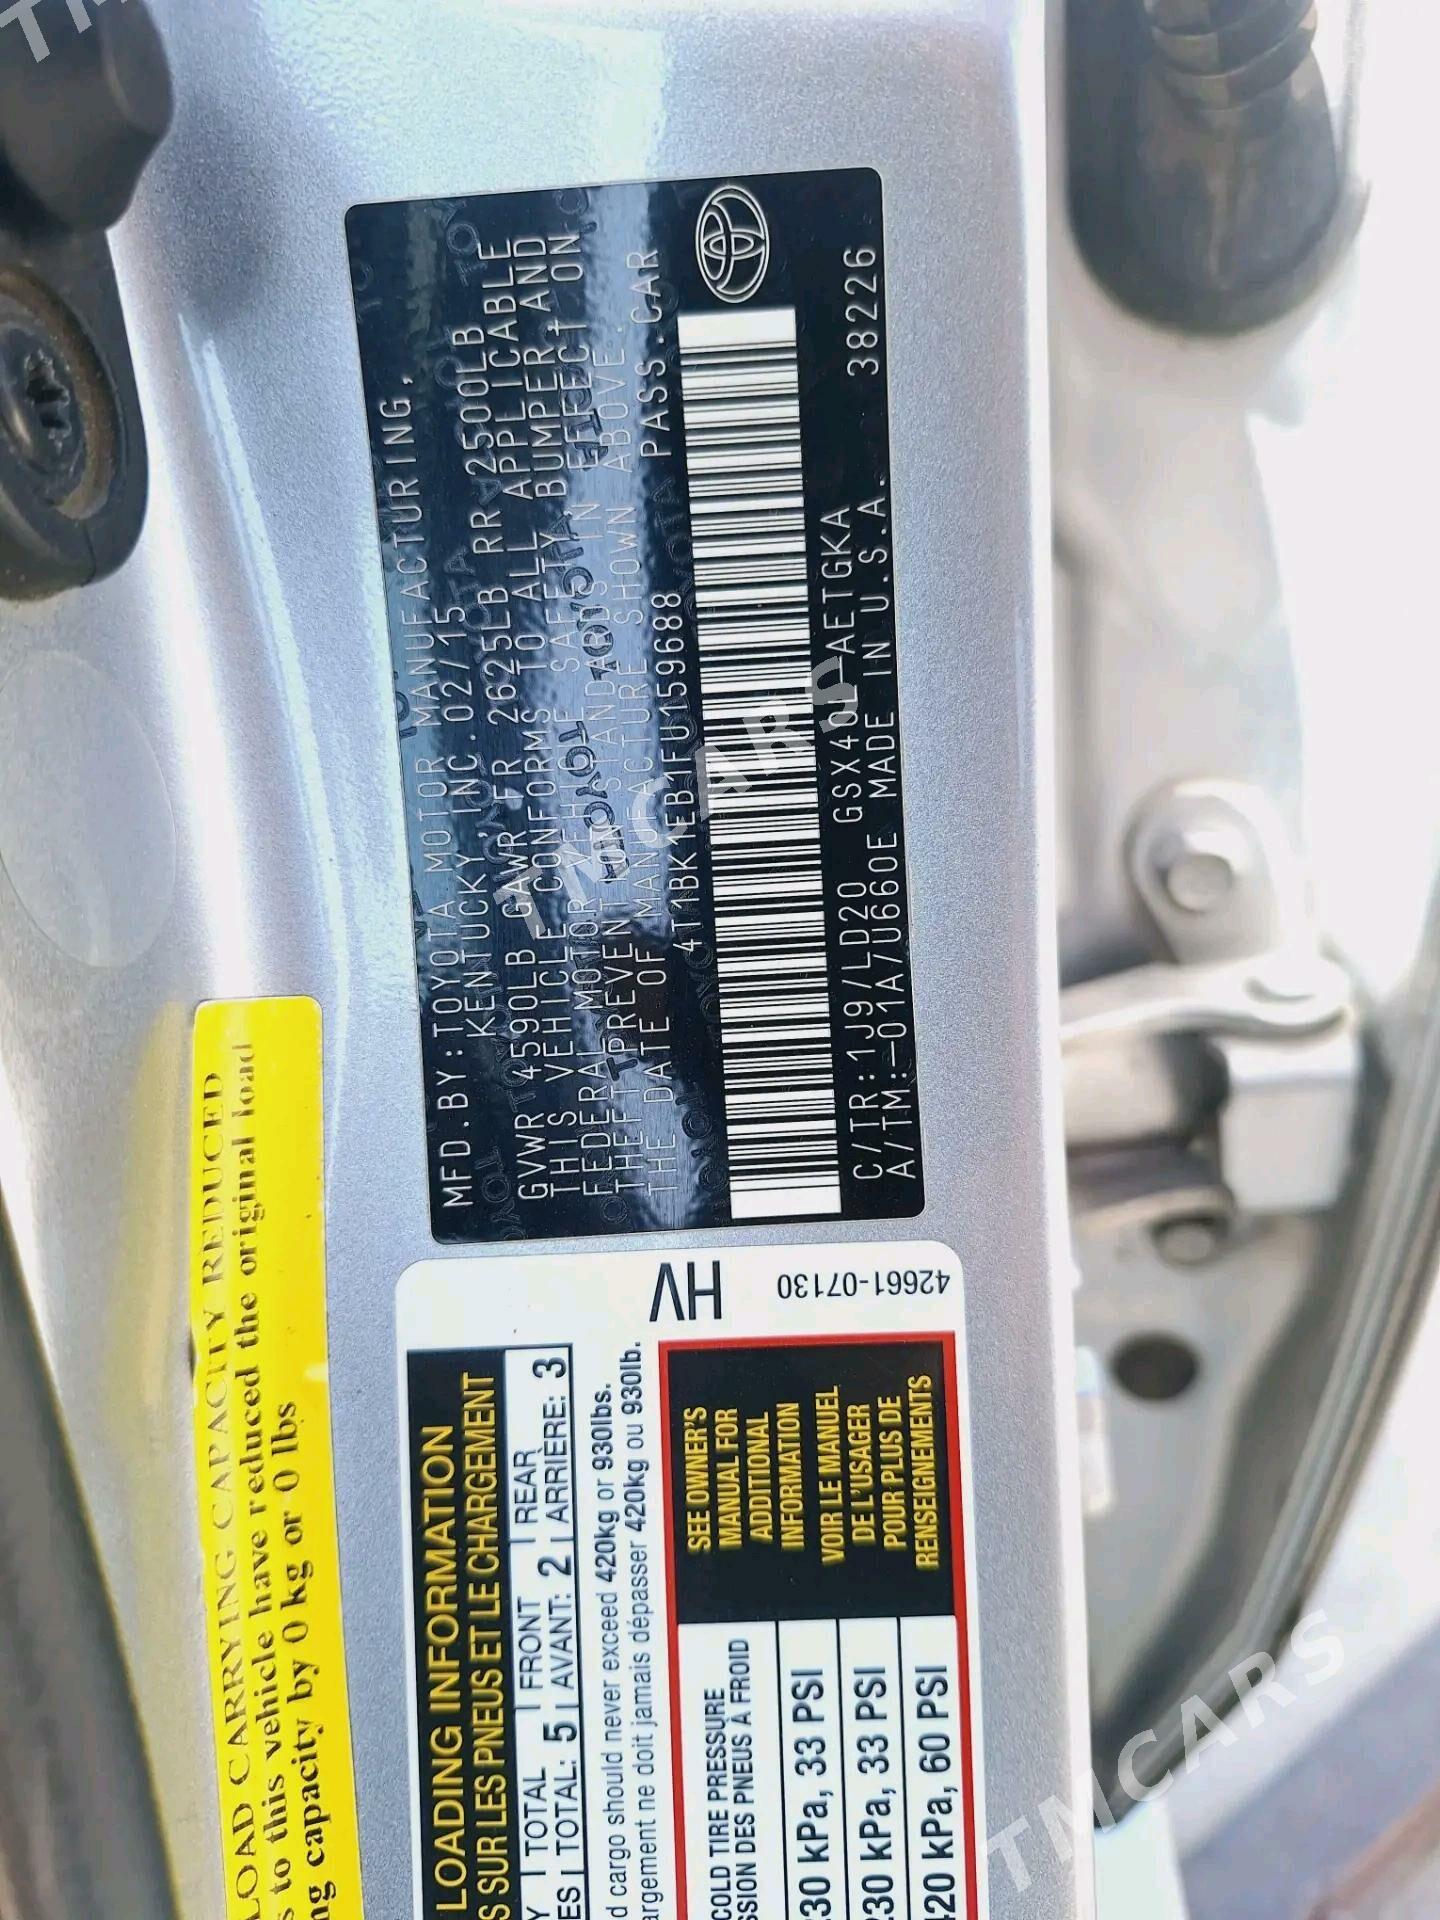 MFD.BY:TOYOTA MOTOR MANUFACTURING,
KENTUCKY, INC. 02/15
GVWR 4590LB GAWR FR 2625LB RR 2500LB
THIS VEHICLE CONFORMS TO ALL APPLICABLE
FEDERAL MOTOR VEHICLE SAFETY, BUMPER, AND
THEFT PREVENTION STANDARDS IN EFFECT ON
THE DATE OF MANUFACTURE SHOWN ABOVE.
4T1BK1EB1FU159688 PASS.CAR
C/TR:1J9/LD20 GSX40L-AETGKA 38226
A/TM:-01A/U660E MADE IN U.S.A.
LOAD CARRYING CAPACITY REDUCED
to this vehicle have reduced the original load
capacity by 0 kg or 0 lbs
HV
42661-07130
LOADING INFORMATION
SUR LES PNEUS ET LE CHARGEMENT
TOTAL FRONT REAR
TOTAL: 5 AVANT: 2 ARRIÈRE: 3
cargo should never exceed 420kg or 930lbs.
ne doit jamais dépasser 420kg ou 930lb.
COLD TIRE PRESSURE
DES PNEUS À FROID
230 kPa, 33 PSI
230 kPa, 33 PSI
420 kPa, 60 PSI
SEE OWNER'S
MANUAL FOR
ADDITIONAL
INFORMATION
VOIR LE MANUEL
DE L'USAGER
POUR PLUS DE
RENSEIGNEMENTS
TMCARS
TMCARS